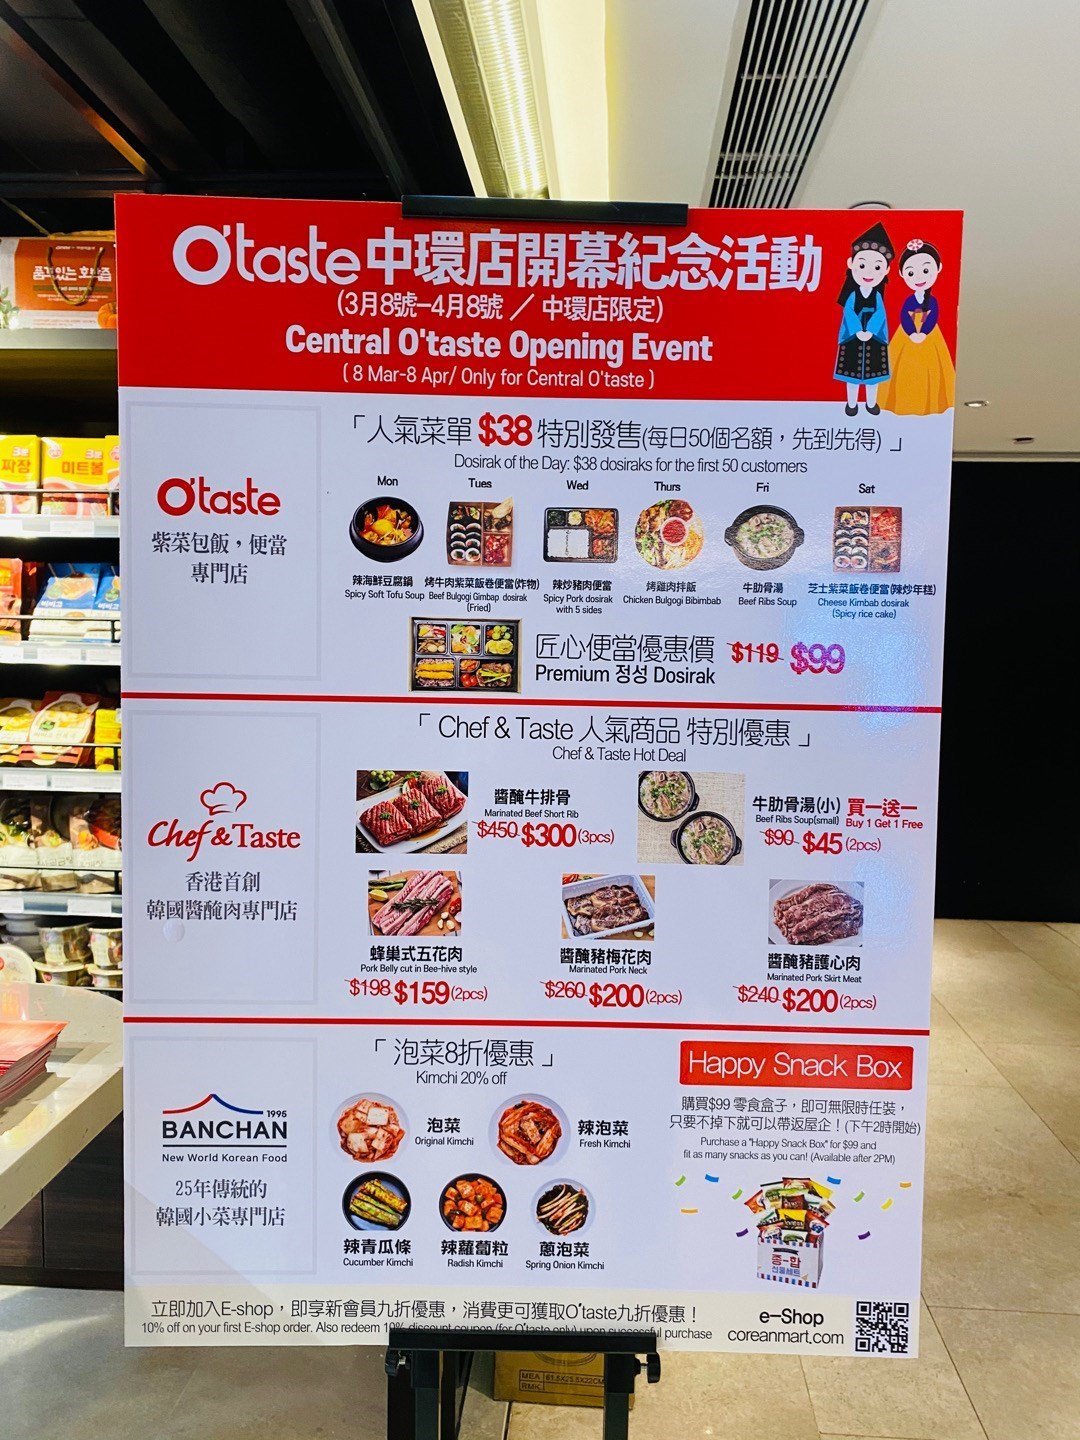 O'taste 中環店開幕紀念活動
(3月8號–4月8號 / 中環店限定)
Central O'taste Opening Event
( 8 Mar-8 Apr/ Only for Central O'taste )
「人氣菜單 $38 特別發售(每日50個名額，先到先得) 」
Dosirak of the Day: $38 dosiraks for the first 50 customers
O'taste
紫菜包飯，便當
專門店
Mon
Tues
Wed
Thurs
Fri
Sat
辣海鮮豆腐鍋
Spicy Soft Tofu Soup
烤牛肉紫菜飯卷便當(炸物)
Beef Bulgogi Gimbap dosirak
(Fried)
辣炒豬肉便當
Spicy Pork dosirak
with 5 sides
烤雞肉拌飯
Chicken Bulgogi Bibimbab
牛肋骨湯
Beef Ribs Soup
芝士紫菜飯卷便當(辣炒年糕)
Cheese Kimbab dosirak
(Spicy rice cake)
匠心便當優惠價 $119 $99
Premium 정성 Dosirak
「 Chef & Taste 人氣商品 特別優惠 」
Chef & Taste Hot Deal
Chef & Taste
香港首創
韓國醬醃肉專門店
醬醃牛排骨
Marinated Beef Short Rib
$450 $300 (3pcs)
牛肋骨湯(小) 買一送一
Beef Ribs Soup(small) Buy 1 Get 1 Free
$90 $45 (2pcs)
蜂巢式五花肉
Pork Belly cut in Bee-hive style
$198 $159 (2pcs)
醬醃豬梅花肉
Marinated Pork Neck
$260 $200 (2pcs)
醬醃豬護心肉
Marinated Pork Skirt Meat
$240 $200 (2pcs)
1995
BANCHAN
New World Korean Food
25年傳統的
韓國小菜專門店
「 泡菜8折優惠 」
Kimchi 20% off
泡菜
Original Kimchi
辣泡菜
Fresh Kimchi
辣青瓜條
Cucumber Kimchi
辣蘿蔔粒
Radish Kimchi
蔥泡菜
Spring Onion Kimchi
Happy Snack Box
購買$99 零食盒子，即可無限時任裝，
只要不掉下就可以帶返屋企！(下午2時開始)
Purchase a "Happy Snack Box" for $99 and
fit as many snacks as you can! (Available after 2PM)
종합
선물세트
立即加入E-shop，即享新會員九折優惠，消費更可獲取O'taste九折優惠！
10% off on your first E-shop order. Also redeem 10% discount coupon (for O'taste only) upon successful purchase
e-Shop
coreanmart.com
짜장
미트볼
MEA 61.5X25.5X22CM
RMK